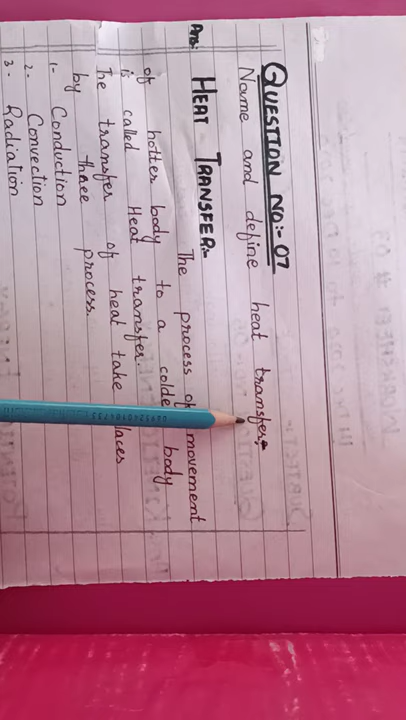 QUESTION NO:- 07
Name and define heat transfer.
Ans:- HEAT TRANSFER:-
The process of movement
of hotter body to a colde body
is called Heat transfer.
The transfer of heat take laces
by three process.
1- Conduction
2- Convection
3- Radiation